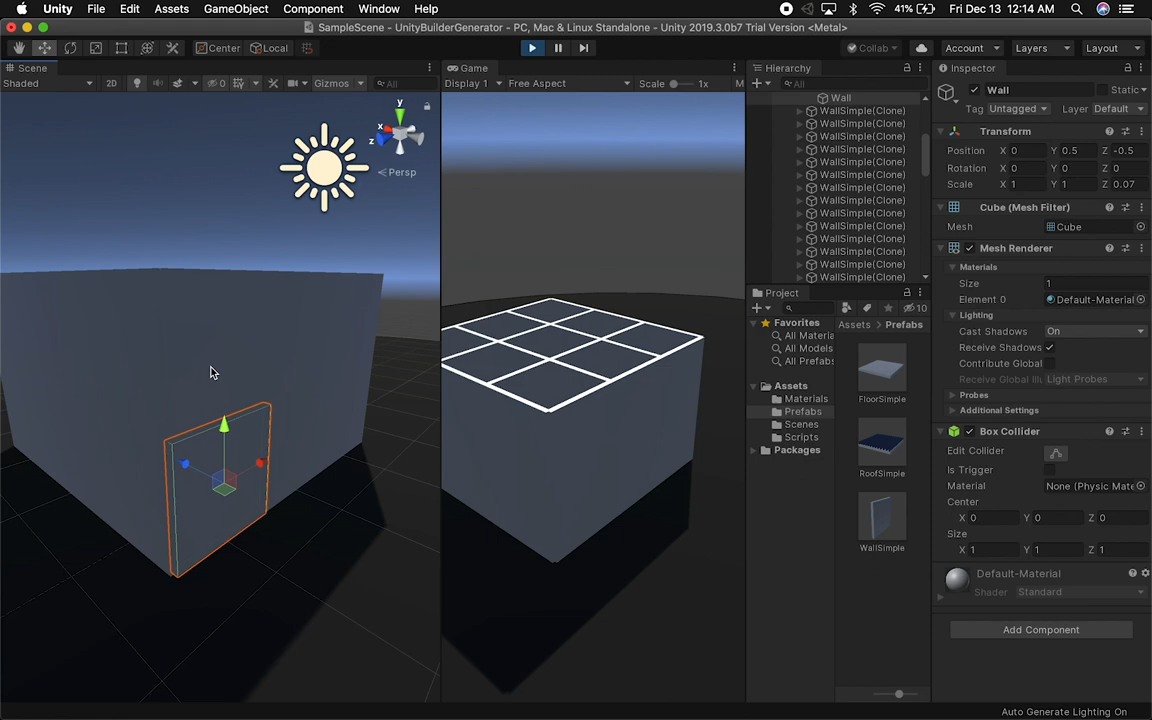 Unity File Edit Assets GameObject Component Window Help 41% Fri Dec 13 12:14 AM
SampleScene - UnityBuilderGenerator - PC, Mac & Linux Standalone - Unity 2019.3.0b7 Trial Version <Metal>
Center Local Collab Account Layers Layout
Scene
Shaded 2D 0 Gizmos All
y
x
z
Persp
Game
Display 1 Free Aspect Scale 1x M
Hierarchy
All
Wall
WallSimple(Clone)
WallSimple(Clone)
WallSimple(Clone)
WallSimple(Clone)
WallSimple(Clone)
WallSimple(Clone)
WallSimple(Clone)
WallSimple(Clone)
WallSimple(Clone)
WallSimple(Clone)
WallSimple(Clone)
WallSimple(Clone)
WallSimple(Clone)
WallSimple(Clone)
Project
10
Favorites
All Materia
All Models
All Prefabs
Assets
Materials
Prefabs
Scenes
Scripts
Packages
Assets > Prefabs
FloorSimple
RoofSimple
WallSimple
Inspector
Wall Static
Tag Untagged Layer Default
Transform
Position X 0 Y 0.5 Z -0.5
Rotation X 0 Y 0 Z 0
Scale X 1 Y 1 Z 0.07
Cube (Mesh Filter)
Mesh Cube
Mesh Renderer
Materials
Size 1
Element 0 Default-Material
Lighting
Cast Shadows On
Receive Shadows
Contribute Global
Receive Global Illu Light Probes
Probes
Additional Settings
Box Collider
Edit Collider
Is Trigger
Material None (Physic Mate
Center
X 0 Y 0 Z 0
Size
X 1 Y 1 Z 1
Default-Material
Shader Standard
Add Component
Auto Generate Lighting On